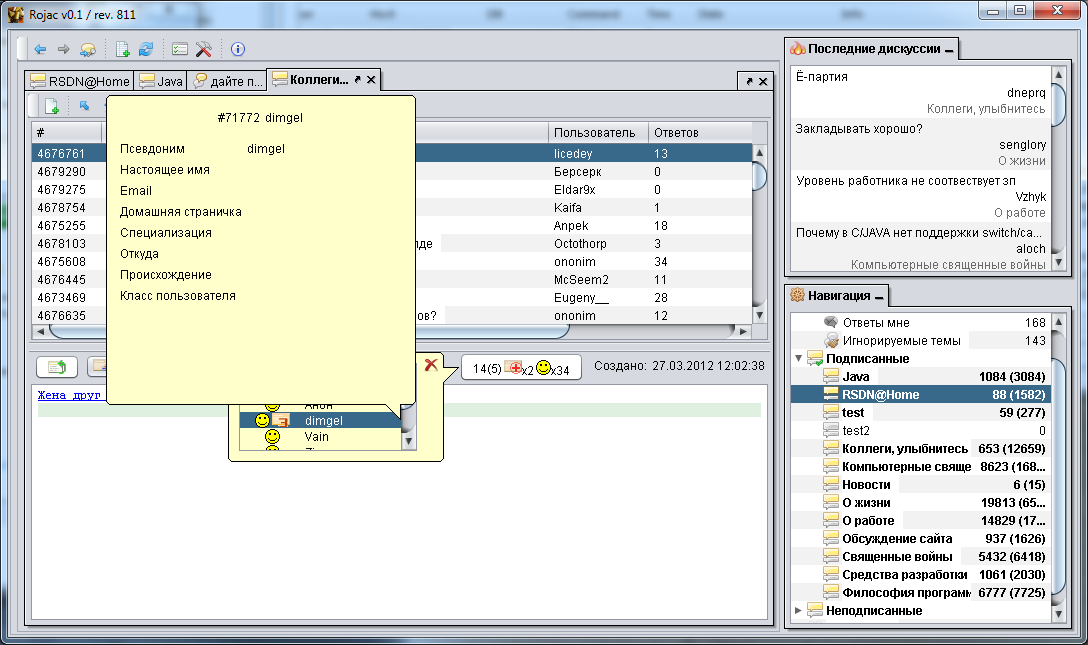 Rojac v0.1 / rev. 811
RSDN@Home
Java
дайте п...
Коллеги...
#
Пользователь
Ответов
4676761 licedey 13
4679290 Берсерк 0
4679275 Eldar9x 0
4678754 Kaifa 1
4675255 Anpek 18
4678103 лде Octothorp 3
4675608 ononim 34
4676445 McSeem2 11
4673469 Eugeny__ 28
4676635 ов? ononim 12
#71772 dimgel
Псевдоним dimgel
Настоящее имя
Email
Домашняя страничка
Специализация
Откуда
Происхождение
Класс пользователя
14(5) x2 x34
Создано: 27.03.2012 12:02:38
Жена друг
Анон
3 dimgel
Vain
Последние дискуссии
Ё-партия
dneprq
Коллеги, улыбнитесь
Закладывать хорошо?
senglory
О жизни
Уровень работника не соотвествует зп
Vzhyk
О работе
Почему в C/JAVA нет поддержки switch/ca...
aloch
Компьютерные священные войны
Навигация
Ответы мне 168
Игнорируемые темы 143
Подписанные
Java 1084 (3084)
RSDN@Home 88 (1582)
test 59 (277)
test2 0
Коллеги, улыбнитесь 653 (12659)
Компьютерные свяще 8623 (168...
Новости 6 (15)
О жизни 19813 (65...
О работе 14829 (17...
Обсуждение сайта 937 (1626)
Священные войны 5432 (6418)
Средства разработки 1061 (2030)
Философия программ 6777 (7725)
Неподписанные